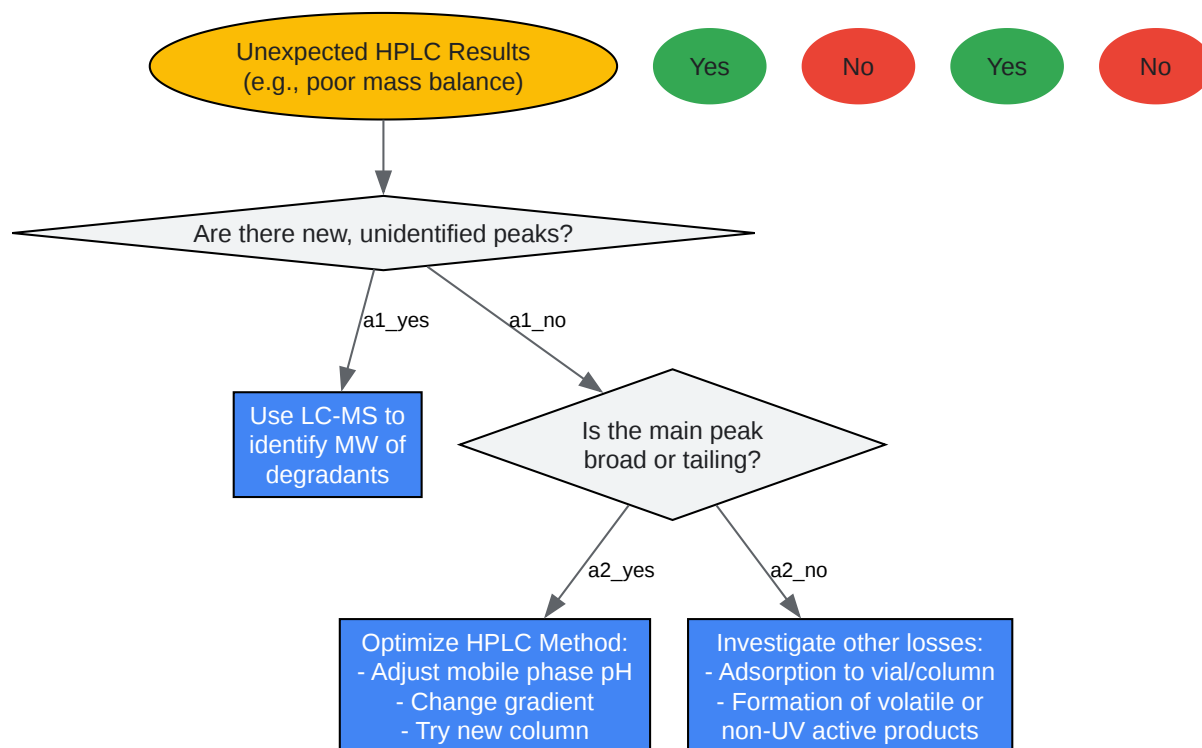 Unexpected HPLC Results
(e.g., poor mass balance)
Yes
No
Yes
No
Are there new, unidentified peaks?
a1_yes
a1_no
Use LC-MS to
identify MW of
degradants
Is the main peak
broad or tailing?
a2_yes
a2_no
Optimize HPLC Method:
- Adjust mobile phase pH
- Change gradient
- Try new column
Investigate other losses:
- Adsorption to vial/column
- Formation of volatile or
non-UV active products